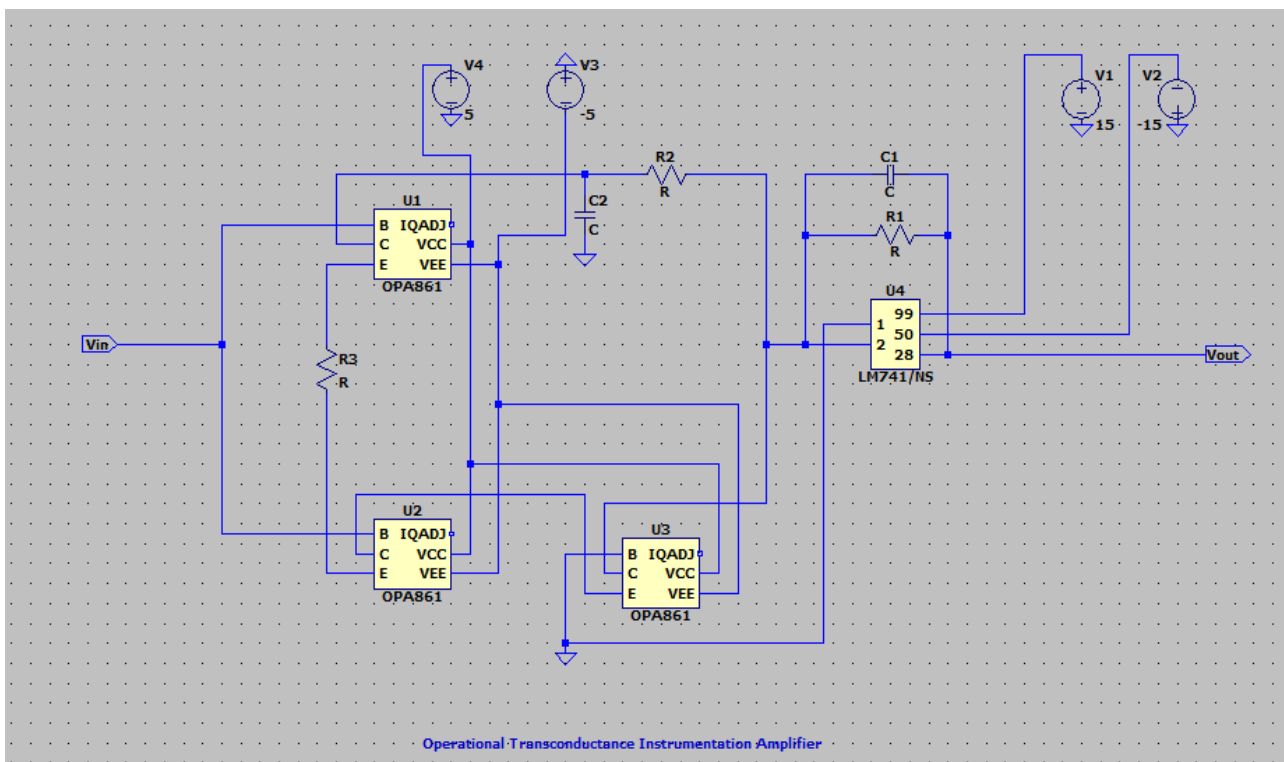 V4
5
V3
-5
V1
15
V2
-15
R2
R
C1
C
C2
C
R1
R
U1
B IQADJ
C VCC
E VEE
OPA861
U4
99
1
50
2
28
LM741/NS
Vin
Vout
R3
R
U2
B IQADJ
C VCC
E VEE
OPA861
U3
B IQADJ
C VCC
E VEE
OPA861
Operational Transconductance Instrumentation Amplifier